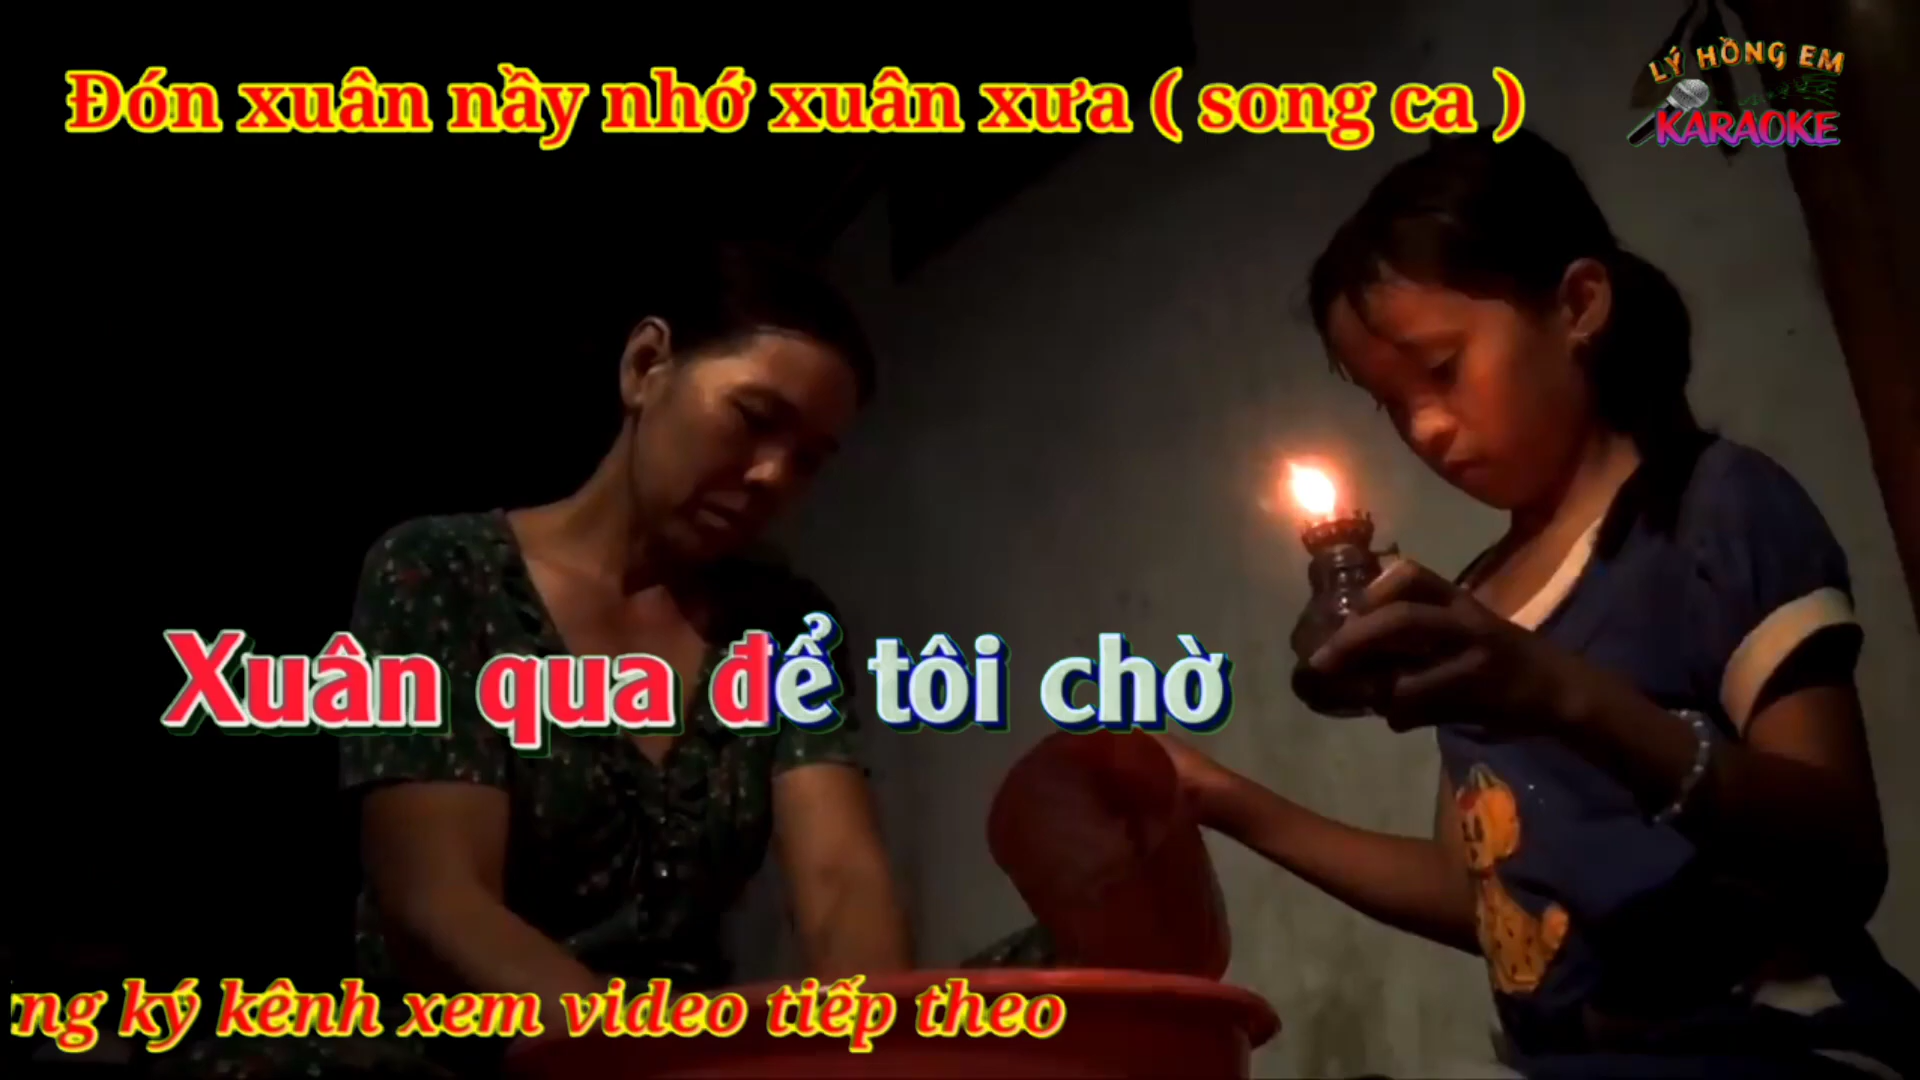 Đón xuân nầy nhớ xuân xưa ( song ca )
LÝ HỒNG EM
KARAOKE
Xuân qua để tôi chờ
ng ký kênh xem video tiếp theo